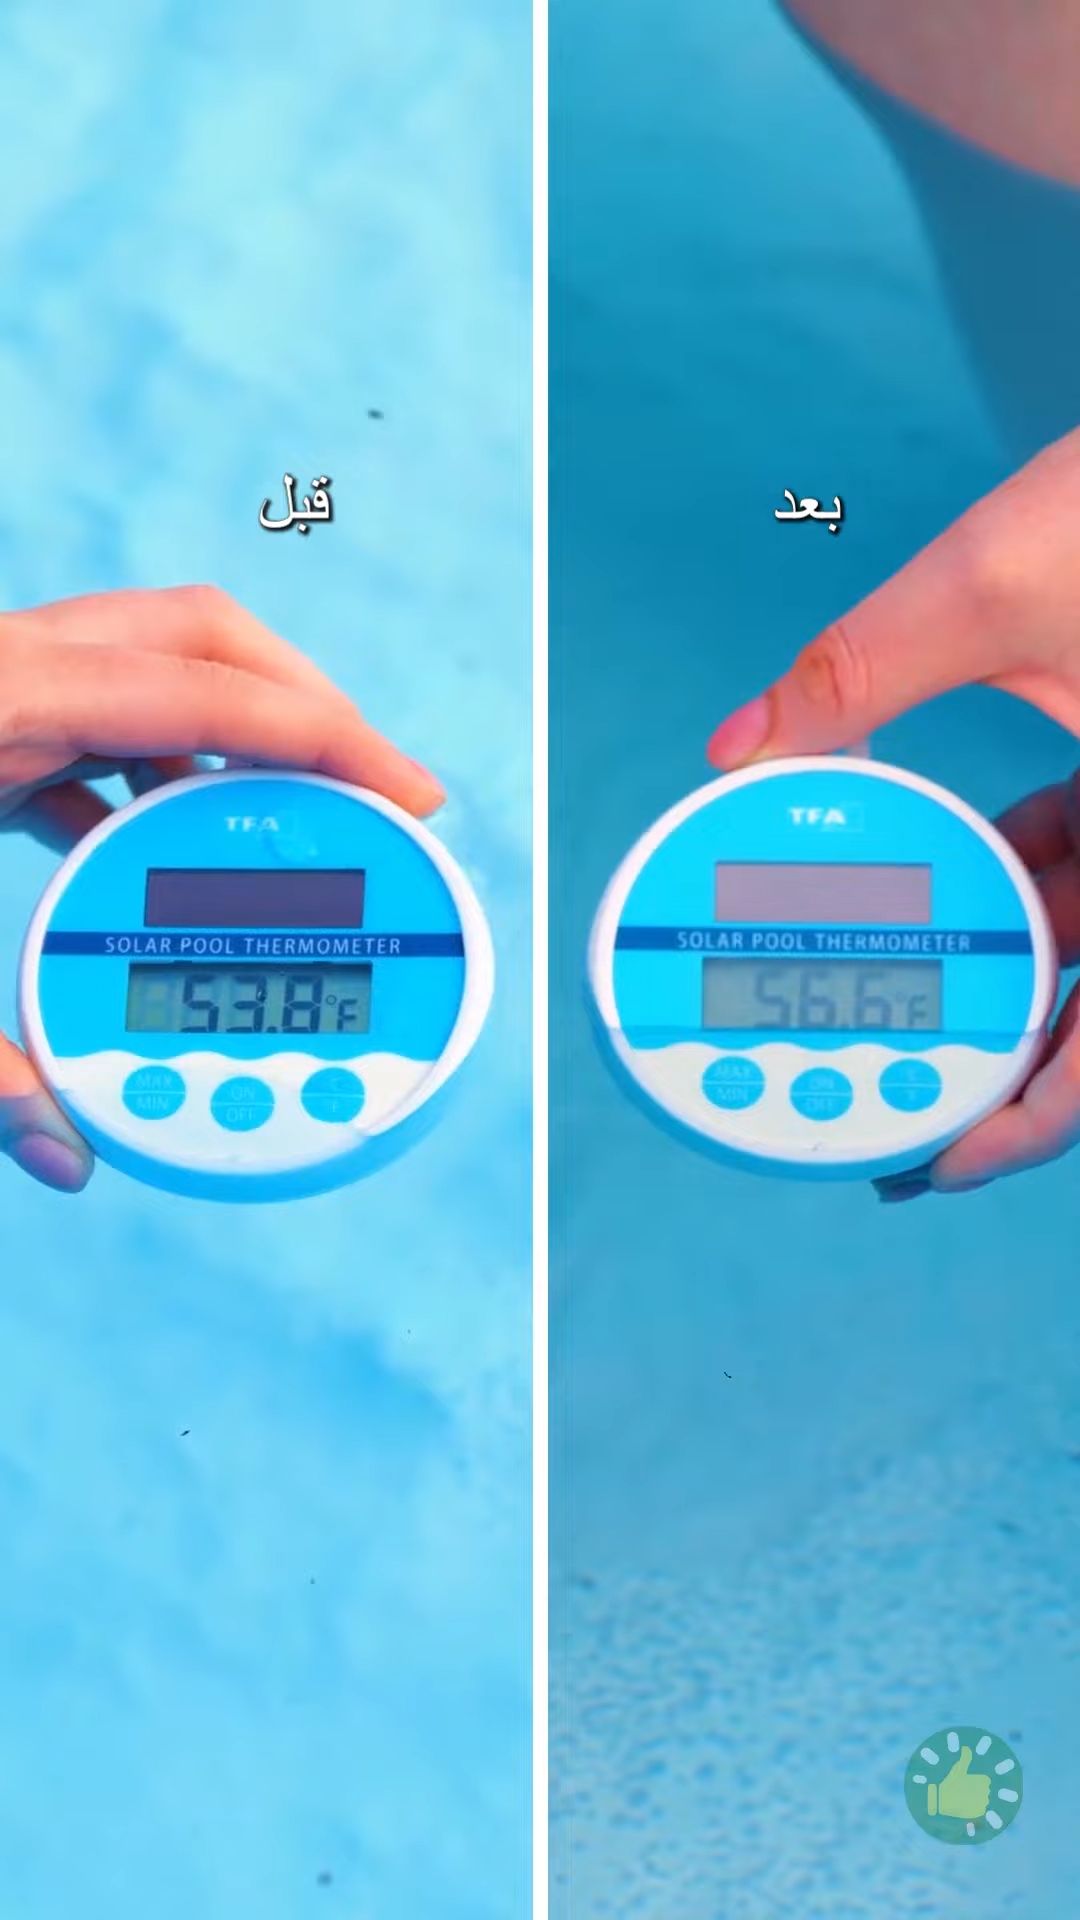 قبل
TFA
SOLAR POOL THERMOMETER
53.8°F
MAX
MIN
ON
OFF
°C
°F
بعد
TFA
SOLAR POOL THERMOMETER
56.6°F
MAX
MIN
ON
OFF
°C
°F